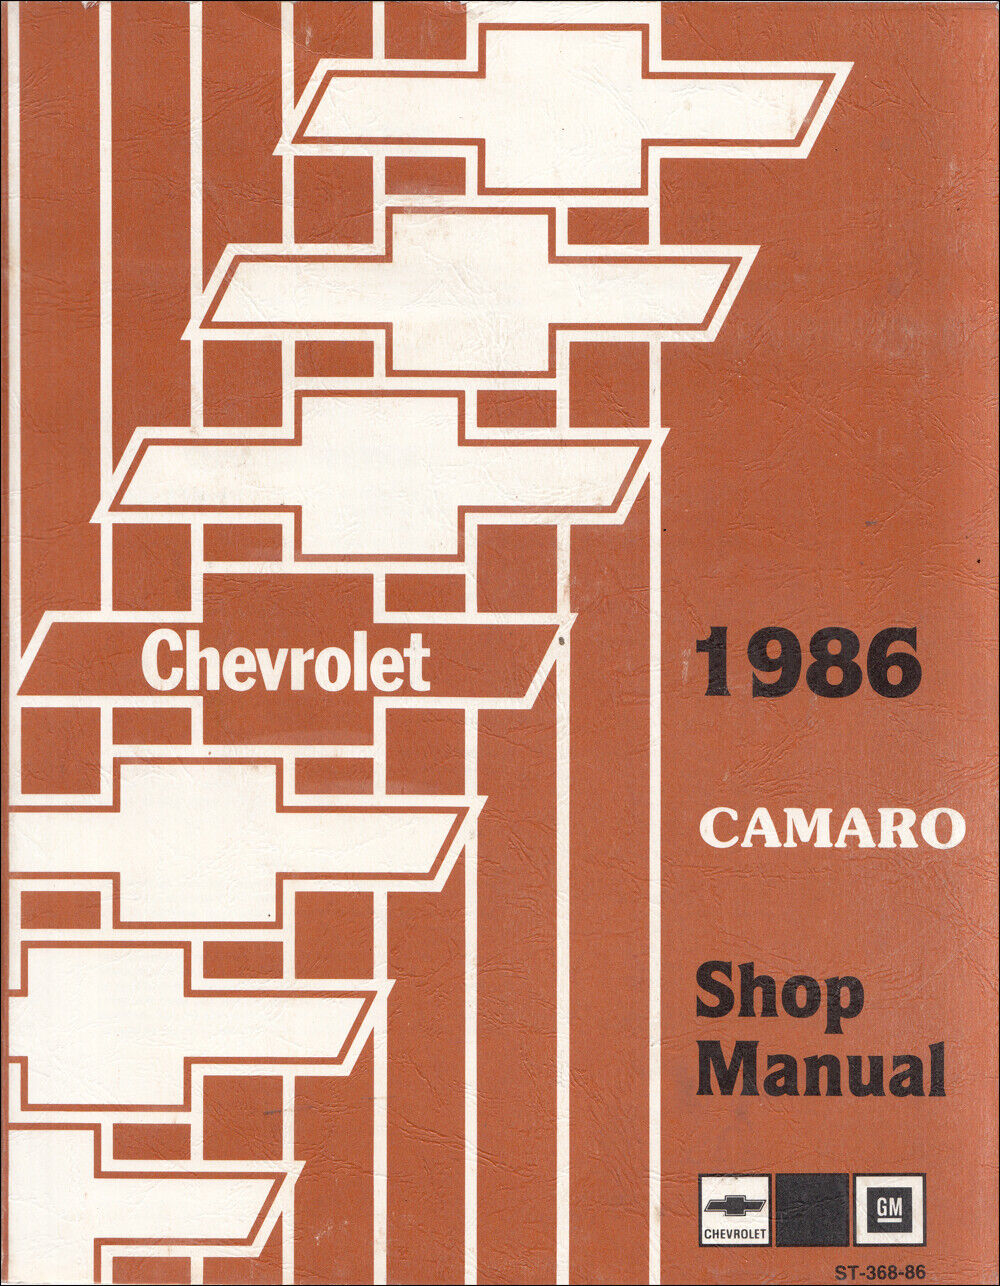 Chevrolet
1986
CAMARO
Shop
Manual
CHEVROLET
GM
ST-368-86